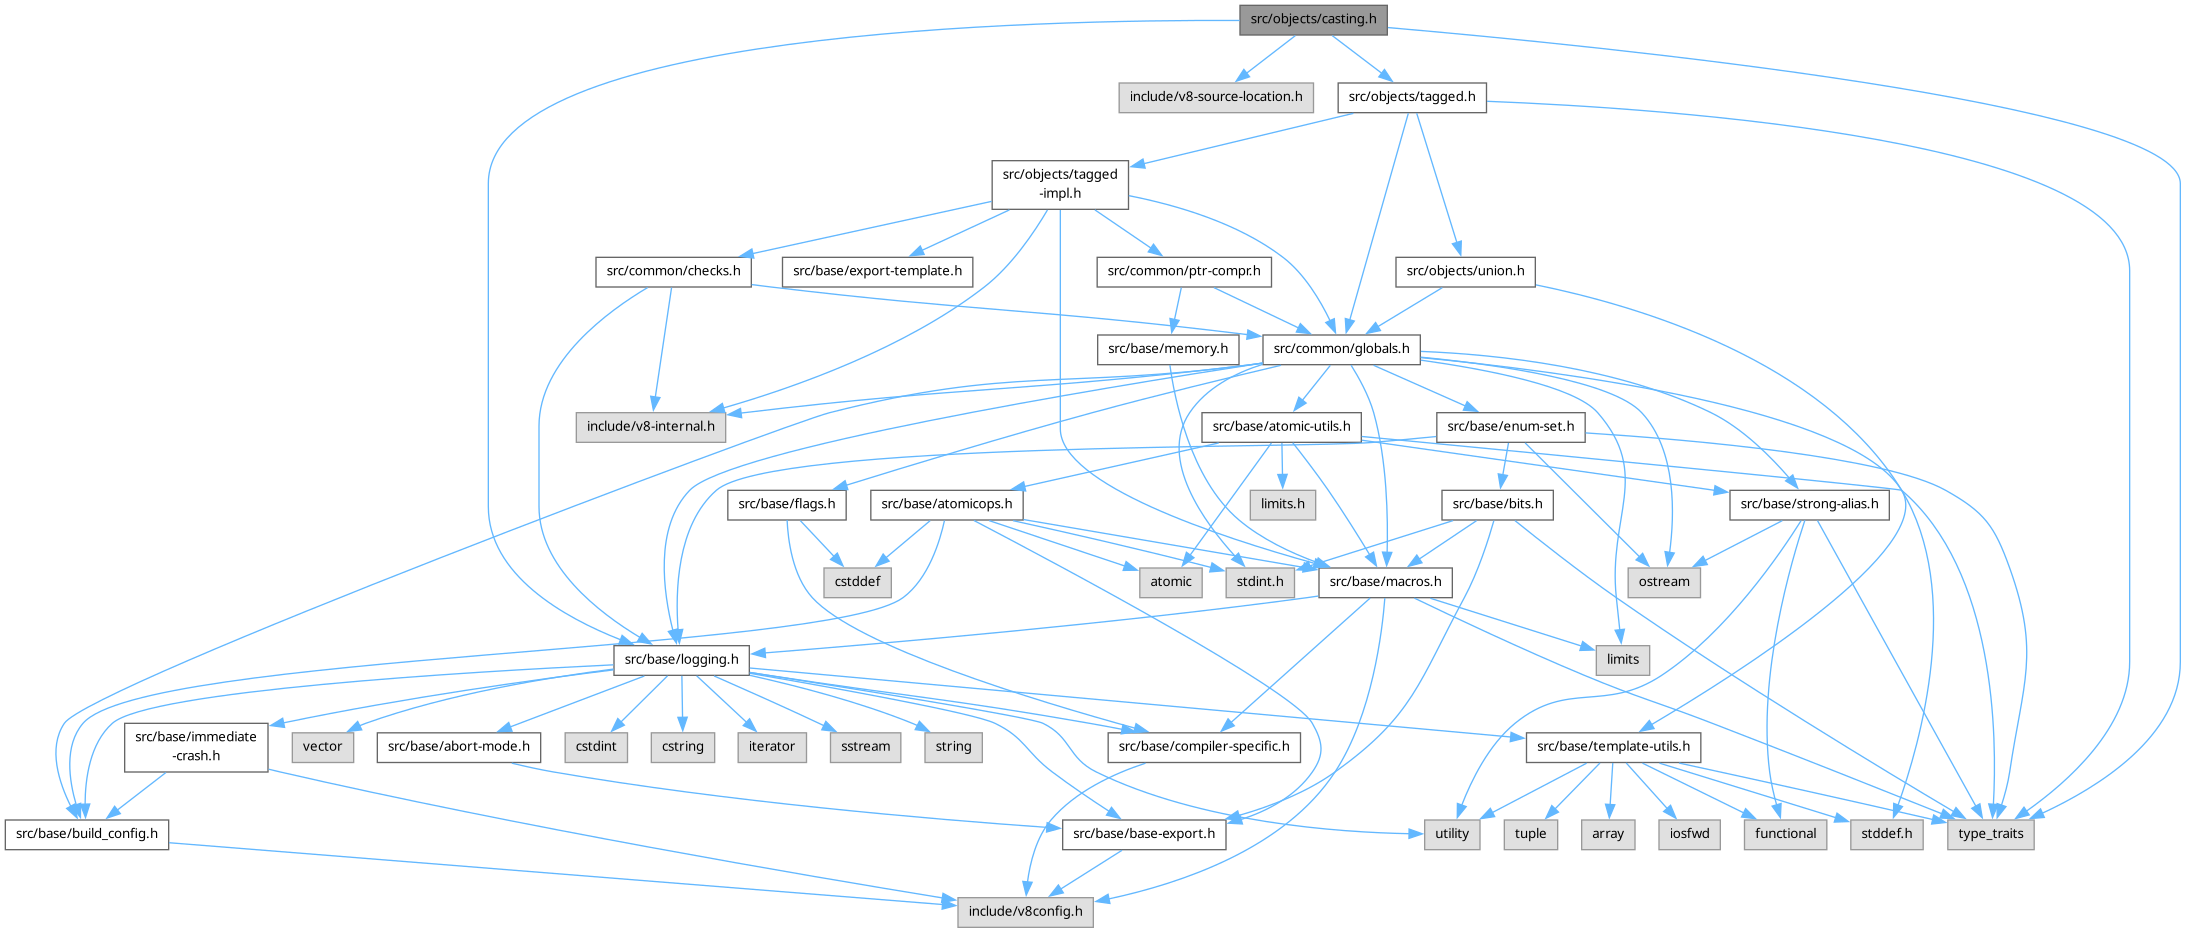 src/objects/casting.h
include/v8-source-location.h
src/objects/tagged.h
src/objects/tagged
-impl.h
src/common/checks.h
src/base/export-template.h
src/common/ptr-compr.h
src/objects/union.h
src/base/memory.h
src/common/globals.h
include/v8-internal.h
src/base/atomic-utils.h
src/base/enum-set.h
src/base/flags.h
src/base/atomicops.h
limits.h
src/base/bits.h
src/base/strong-alias.h
cstddef
atomic
stdint.h
src/base/macros.h
ostream
src/base/logging.h
limits
src/base/immediate
-crash.h
vector
src/base/abort-mode.h
cstdint
cstring
iterator
sstream
string
src/base/compiler-specific.h
src/base/template-utils.h
src/base/build_config.h
src/base/base-export.h
utility
tuple
array
iosfwd
functional
stddef.h
type_traits
include/v8config.h